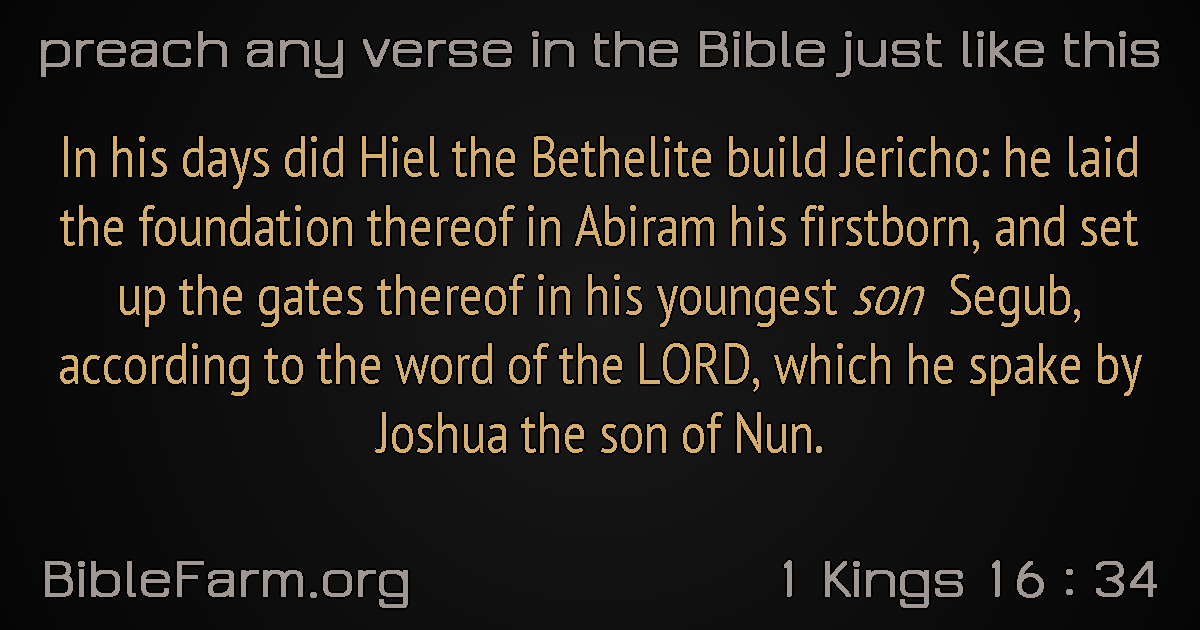 preach any verse in the Bible just like this
In his days did Hiel the Bethelite build Jericho: he laid
the foundation thereof in Abiram his firstborn, and set
up the gates thereof in his youngest son Segub,
according to the word of the LORD, which he spake by
Joshua the son of Nun.
BibleFarm.org
1 Kings 16 : 34